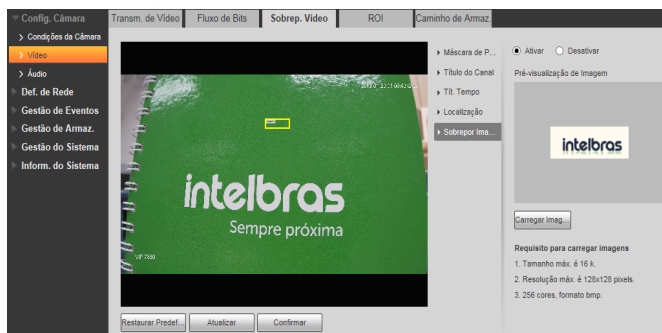 Config. Câmara
Condições da Câmara
Vídeo
Áudio
Def. de Rede
Gestão de Eventos
Gestão de Armaz.
Gestão do Sistema
Inform. do Sistema
Transm. de Vídeo
Fluxo de Bits
Sobrep. Vídeo
ROI
Caminho de Armaz.
intelbras
Sempre próxima
VIP 7680
Restaurar Predef...
Atualizar
Confirmar
Máscara de P...
Título do Canal
Tít. Tempo
Localização
Sobrepor Ima...
Ativar
Desativar
Pré-visualização de Imagem
intelbras
Carregar Imag...
Requisito para carregar imagens
1. Tamanho máx. é 16 k.
2. Resolução máx. é 128x128 pixels.
3. 256 cores, formato bmp.